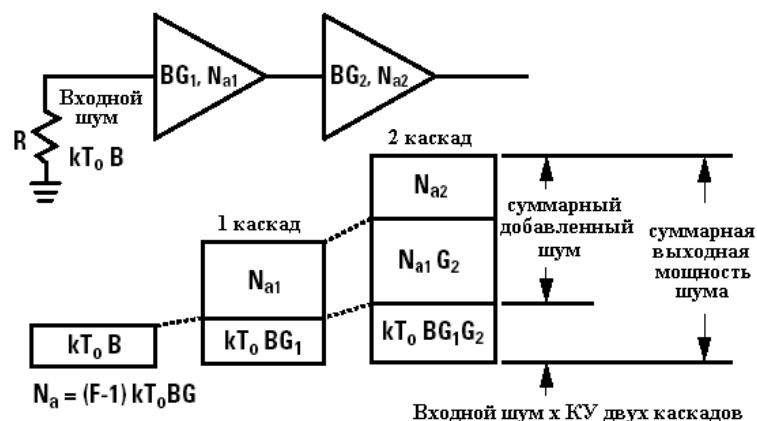 BG₁, Nₐ₁
BG₂, Nₐ₂
Входной
шум
R
kTₒ B
2 каскад
Nₐ₂
суммарный
добавленный
шум
суммарная
выходная
мощность
шума
1 каскад
Nₐ₁
Nₐ₁ G₂
kTₒ B
kTₒ BG₁
kTₒ BG₁G₂
Nₐ = (F-1) kTₒBG
Входной шум x КУ двух каскадов